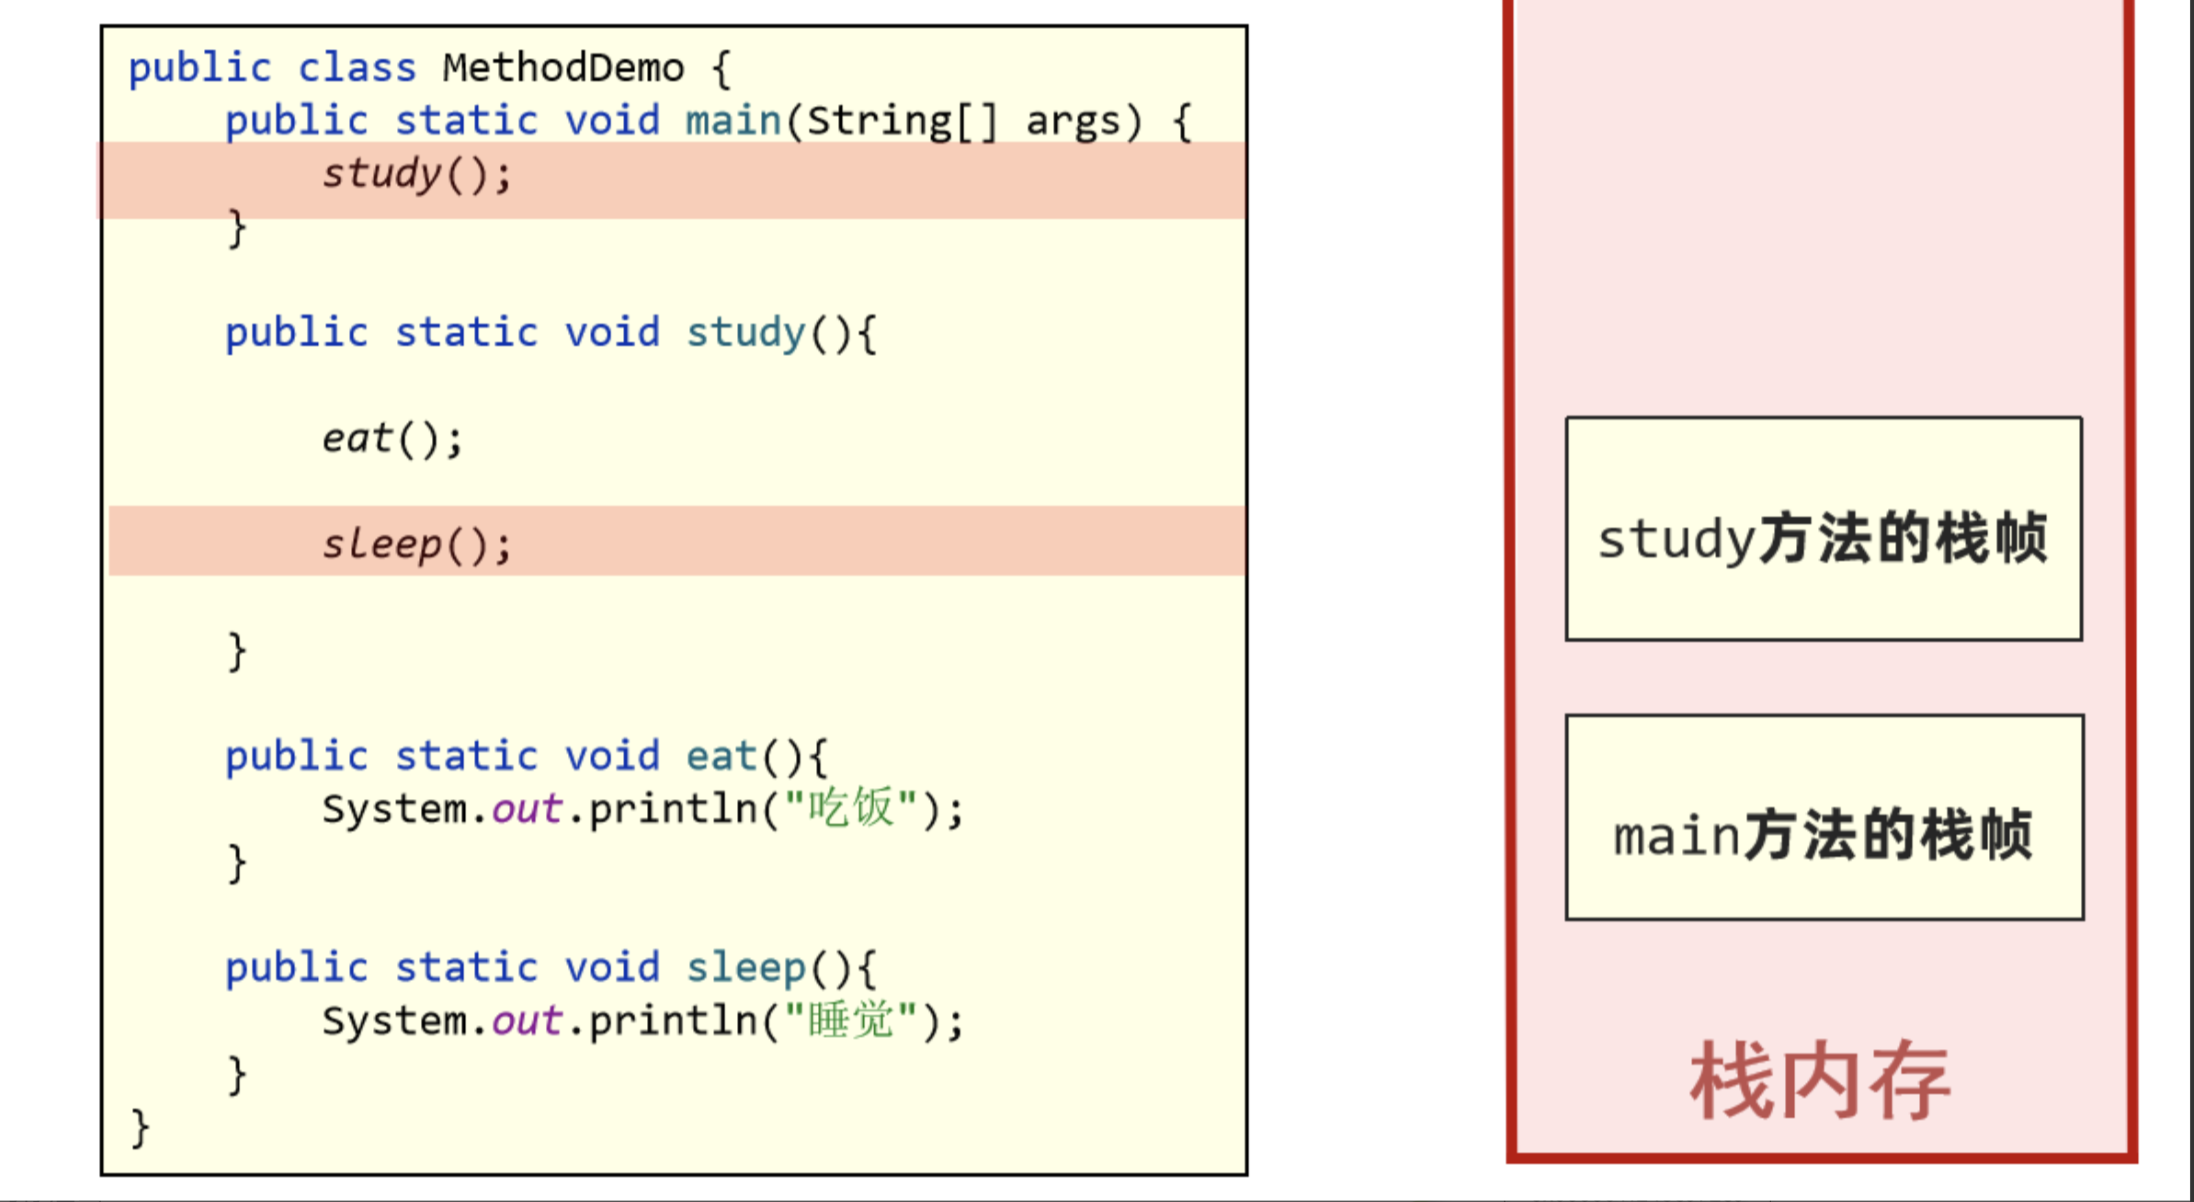 public class MethodDemo {
    public static void main(String[] args) {
        study();
    }
    public static void study(){
        eat();
        sleep();
    }
    public static void eat(){
        System.out.println("吃饭");
    }
    public static void sleep(){
        System.out.println("睡觉");
    }
}
study方法的栈帧
main方法的栈帧
栈内存